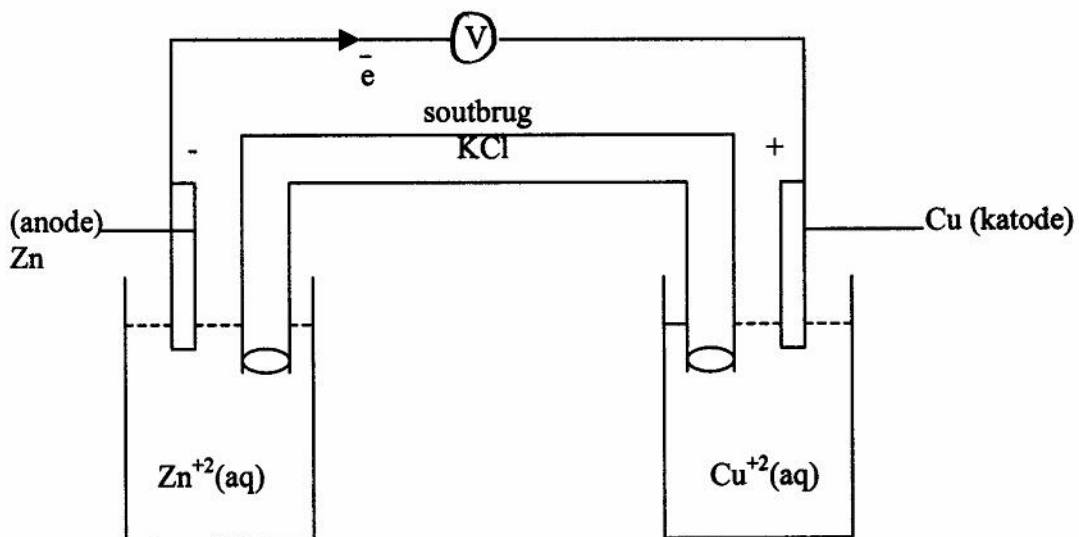 V
e̅
soutbrug
KCl
-
+
(anode)
Zn
Cu (katode)
Zn⁺²(aq)
Cu⁺²(aq)